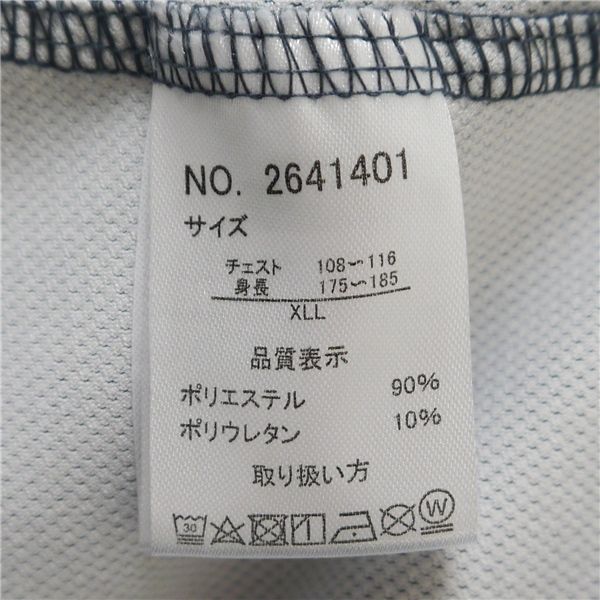 NO. 2641401
サイズ
チェスト 108〜116
身長 175〜185
XLL
品質表示
ポリエステル 90%
ポリウレタン 10%
取り扱い方
30 W